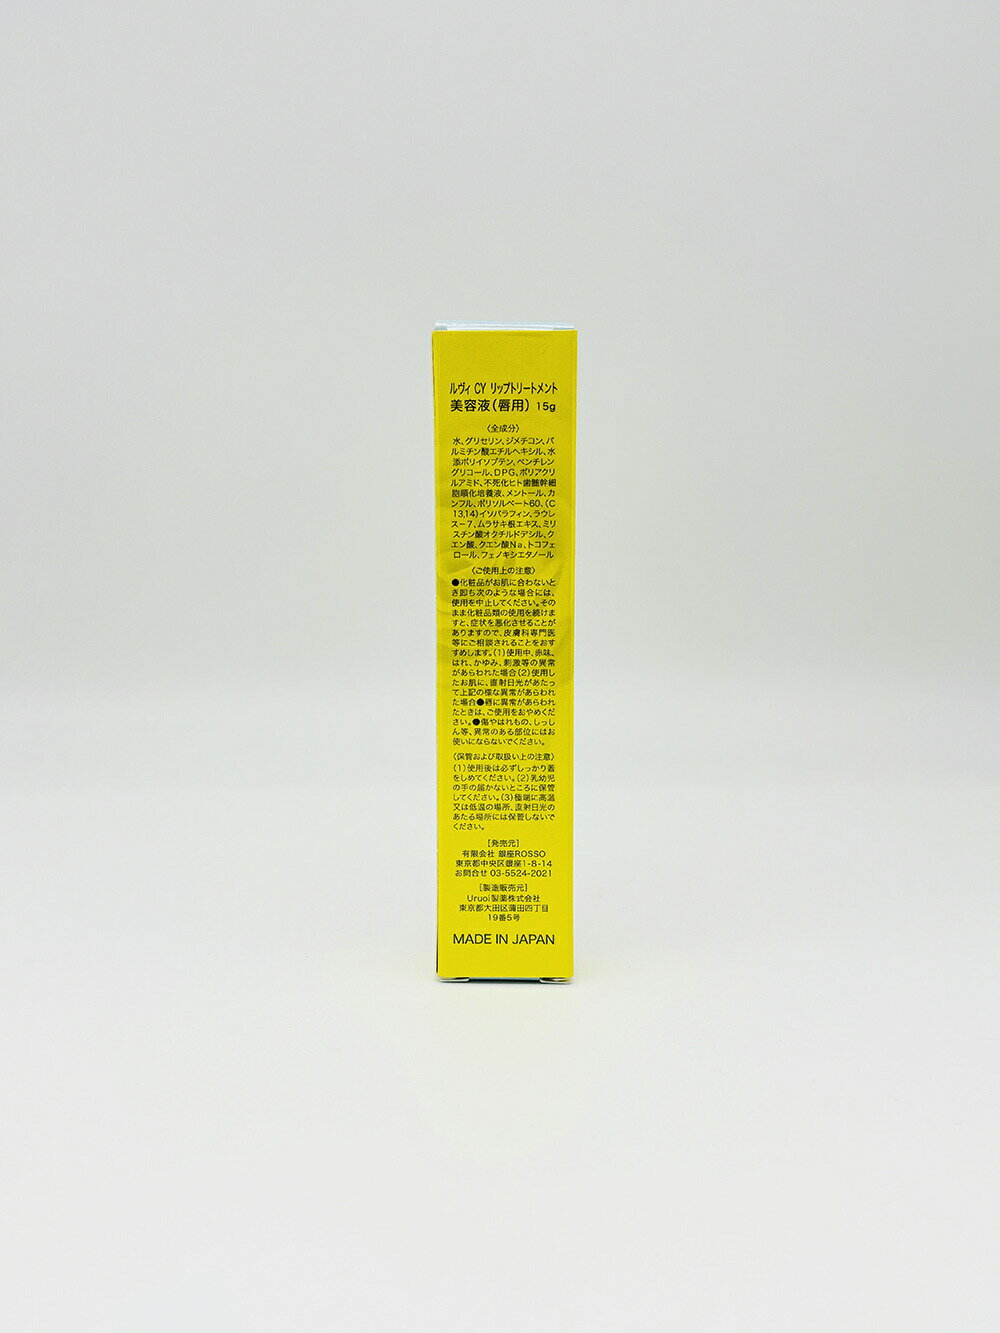 ルヴィ CY リップトリートメント
美容液(唇用) 15g
〈全成分〉
水、グリセリン、ジメチコン、パ
ルミチン酸エチルヘキシル、水
添ポリイソブテン、ペンチレン
グリコール、DPG、ポリアクリ
ルアミド、不死化ヒト歯髄幹細
胞順化培養液、メントール、カ
ンフル、ポリソルベート60、(C
13,14)イソパラフィン、ラウレ
ス－7、ムラサキ根エキス、ミリ
スチン酸オクチルドデシル、ク
エン酸、クエン酸Na、トコフェ
ロール、フェノキシエタノール
〈ご使用上の注意〉
●化粧品がお肌に合わないと
き即ち次のような場合には、
使用を中止してください。その
まま化粧品類の使用を続けま
すと、症状を悪化させることが
ありますので、皮膚科専門医
等にご相談されることをおす
すめします。(1)使用中、赤味、
はれ、かゆみ、刺激等の異常
があらわれた場合(2)使用し
たお肌に、直射日光があたっ
て上記の様な異常があらわれ
た場合●唇に異常があらわれ
たときは、ご使用をおやめくだ
さい。●傷やはれもの、しっし
ん等、異常のある部位にはお
使いにならないでください。
〈保管および取扱い上の注意〉
(1)使用後は必ずしっかり蓋
をしめてください。(2)乳幼児
の手の届かないところに保管
してください。(3)極端に高温
又は低温の場所、直射日光の
あたる場所には保管しないで
ください。
[発売元]
有限会社 銀座ROSSO
東京都中央区銀座1-8-14
お問合せ 03-5524-2021
[製造販売元]
Uruoi製薬株式会社
東京都大田区蒲田四丁目
19番5号
MADE IN JAPAN